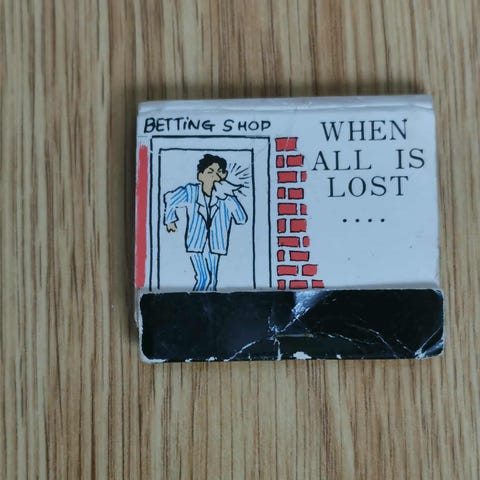 BETTING SHOP
WHEN
ALL IS
LOST
....